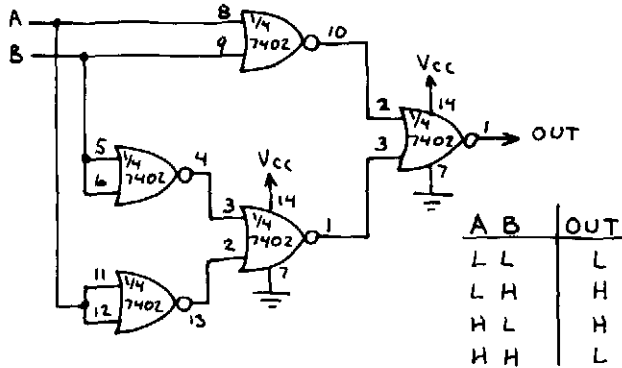 A 8 1/4 7402 10
B 9
Vcc
2 14
1/4 7402 1 OUT
3 7
5 1/4 7402 4
6
Vcc
14
3 1/4 7402 1
2 7
11 1/4 7402
12 13
A B OUT
L L L
L H H
H L H
H H L